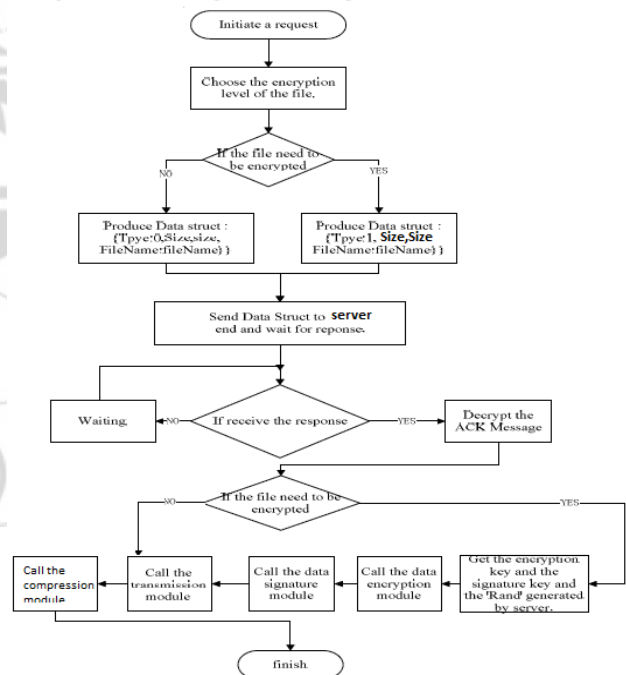 Initiate a request
Choose the encryption
level of the file.
If the file need to
be encrypted
NO
YES
Produce Data struct :
{Tpye:0,Size,size,
FileName:fileName} }
Produce Data struct :
{Tpye:1, Size,Size
FileName:fileName} }
Send Data Struct to server
end and wait for reponse.
Waiting
NO
If receive the response
YES
Decrypt the
ACK Message
If the file need to be
encrypted
NO
YES
Call the
compression
module
Call the
transmission
module
Call the data
signature
module
Call the data
encryption
module
Get the encryption
key and the
signature key and
the 'Rand' generated
by server.
finish